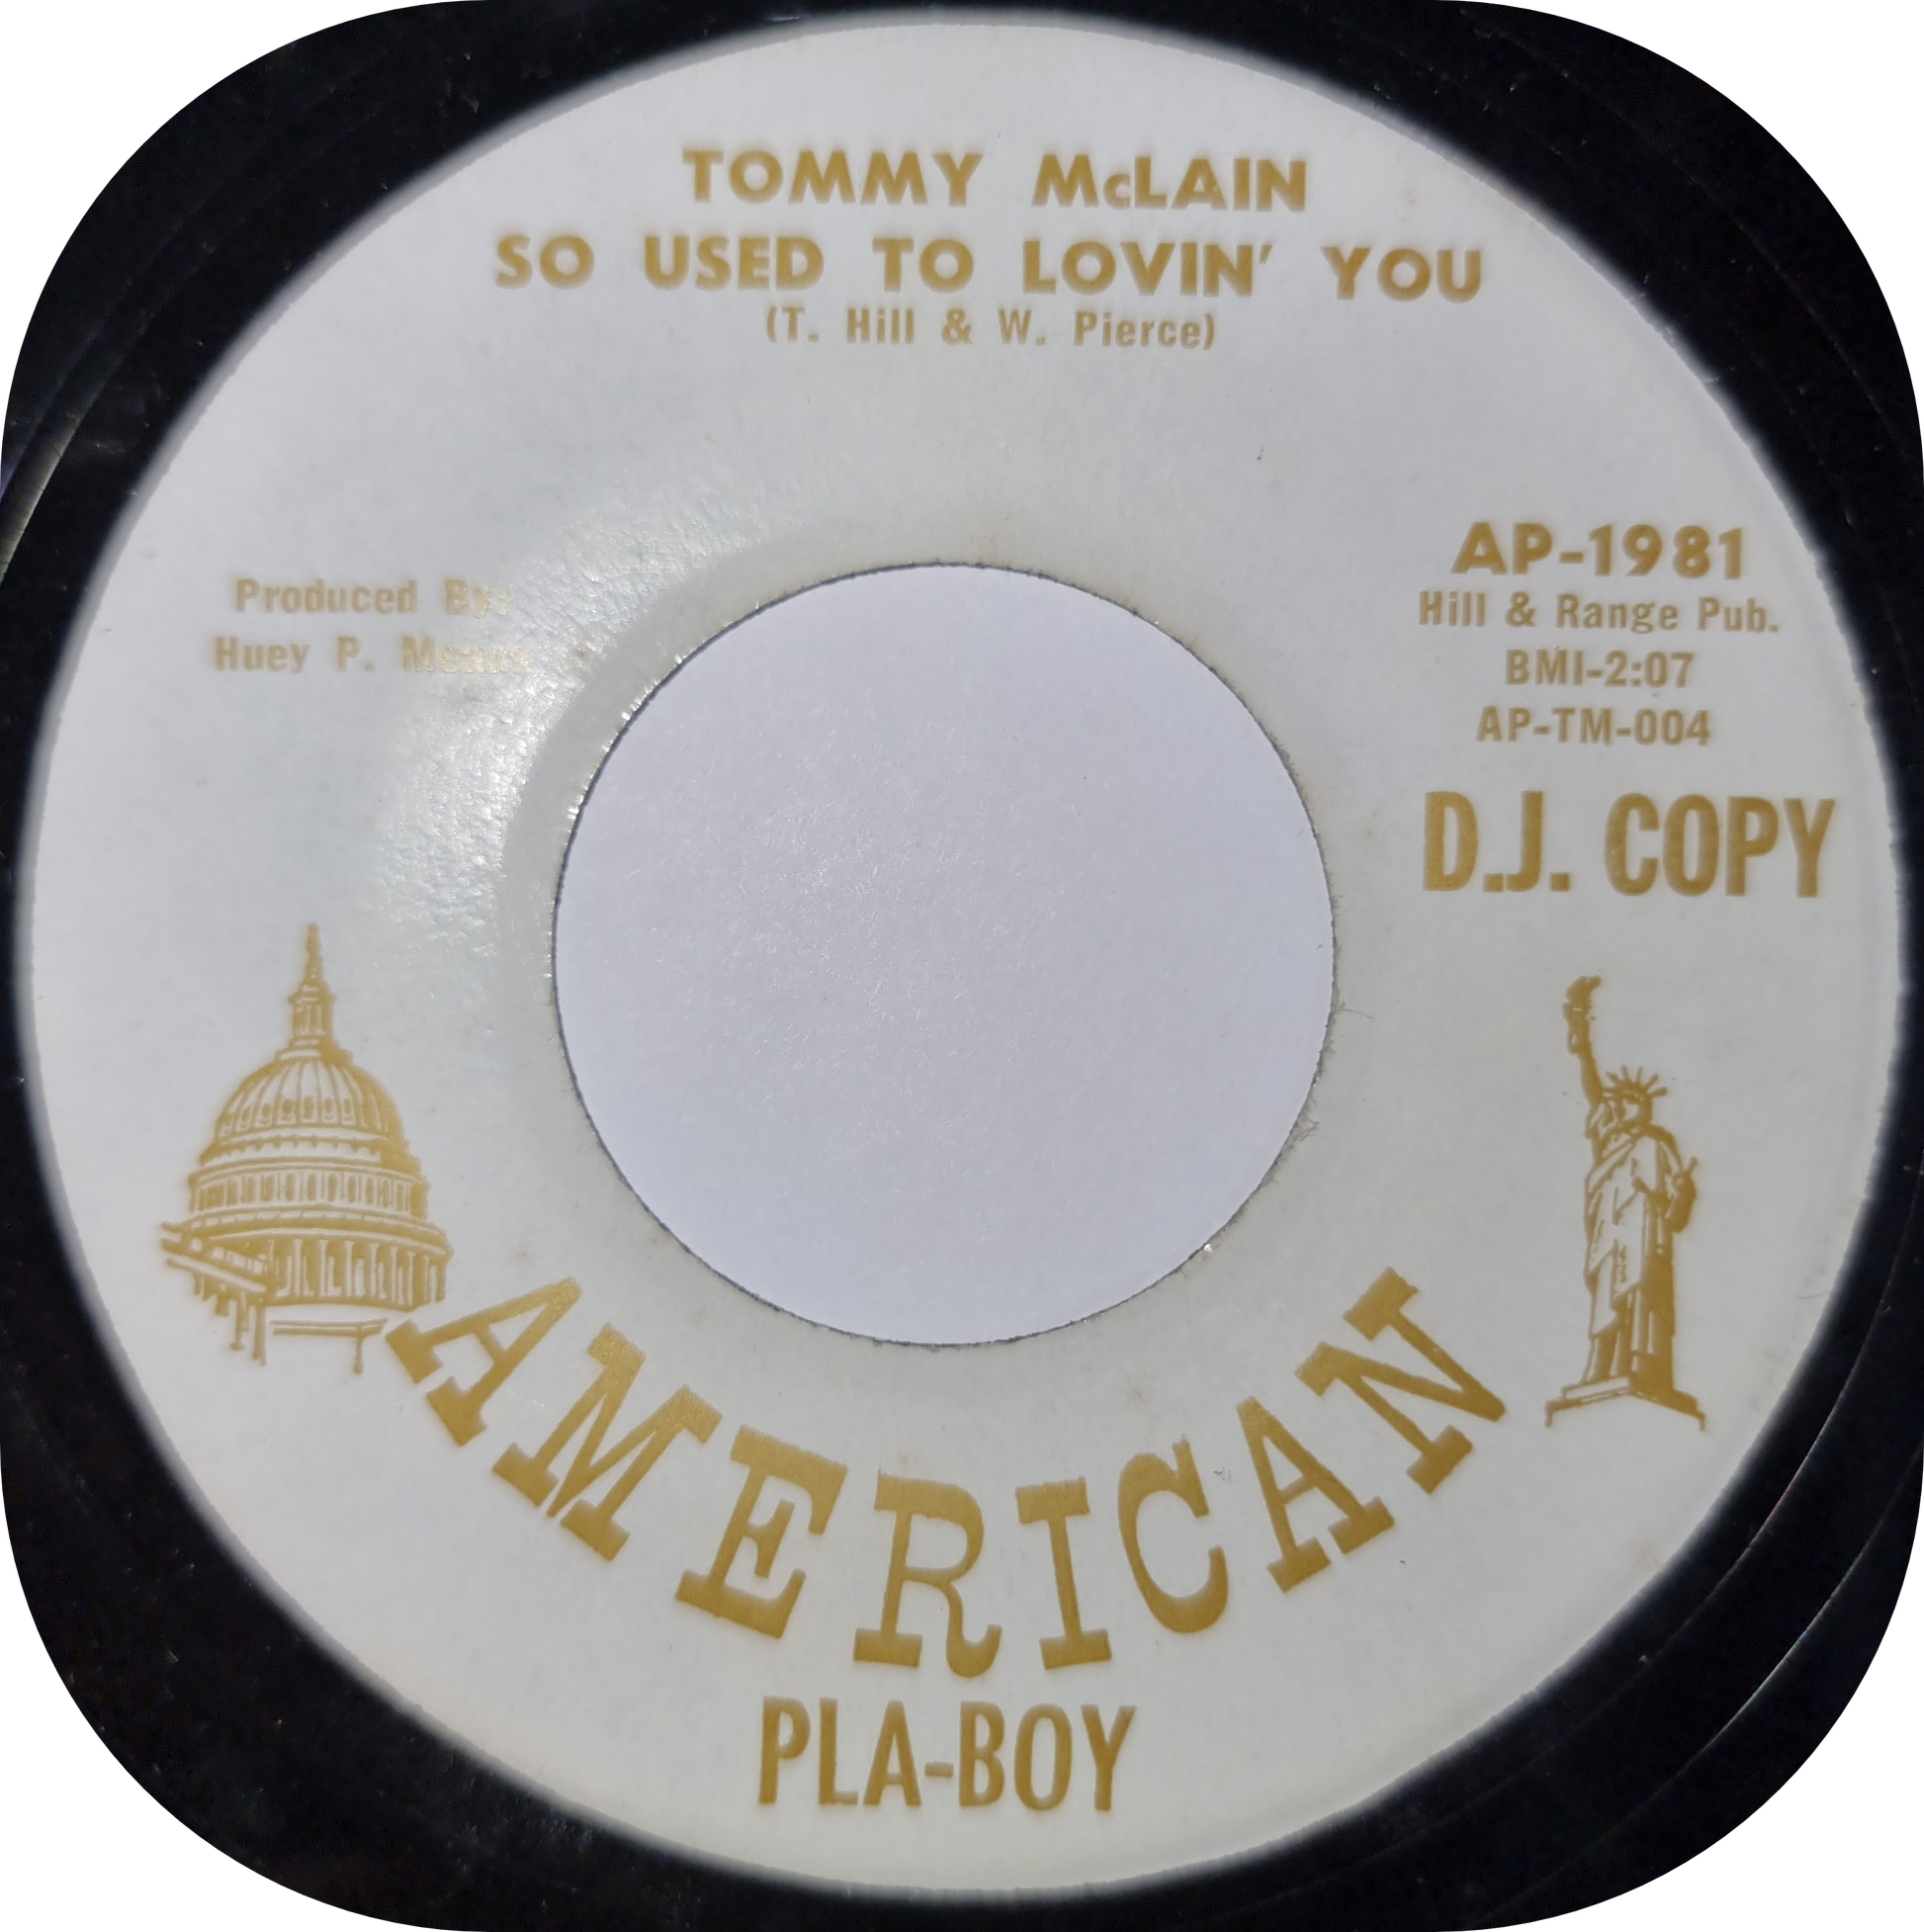 TOMMY McLAIN
SO USED TO LOVIN' YOU
(T. Hill & W. Pierce)
Produced By:
Huey P. Meaux
AP-1981
Hill & Range Pub.
BMI-2:07
AP-TM-004
D.J. COPY
AMERICAN
PLA-BOY